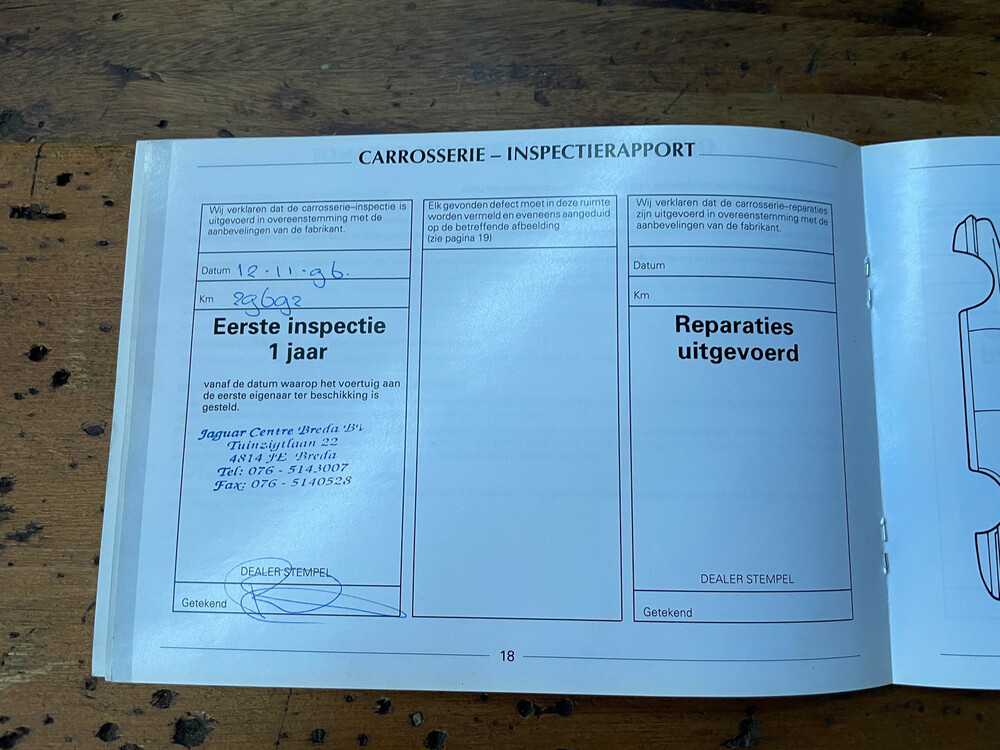 CARROSSERIE – INSPECTIERAPPORT
Wij verklaren dat de carrosserie–inspectie is
uitgevoerd in overeenstemming met de
aanbevelingen van de fabrikant.
Datum 12-11-96.
Km 29692
Eerste inspectie
1 jaar
vanaf de datum waarop het voertuig aan
de eerste eigenaar ter beschikking is
gesteld.
Jaguar Centre Breda BV
Tuinzigtlaan 22
4814 JE Breda
Tel: 076 - 5143007
Fax: 076 - 5140528
DEALER STEMPEL
Getekend
Elk gevonden defect moet in deze ruimte
worden vermeld en eveneens aangeduid
op de betreffende afbeelding
(zie pagina 19)
Wij verklaren dat de carrosserie–reparaties
zijn uitgevoerd in overeenstemming met de
aanbevelingen van de fabrikant.
Datum
Km
Reparaties
uitgevoerd
DEALER STEMPEL
Getekend
18